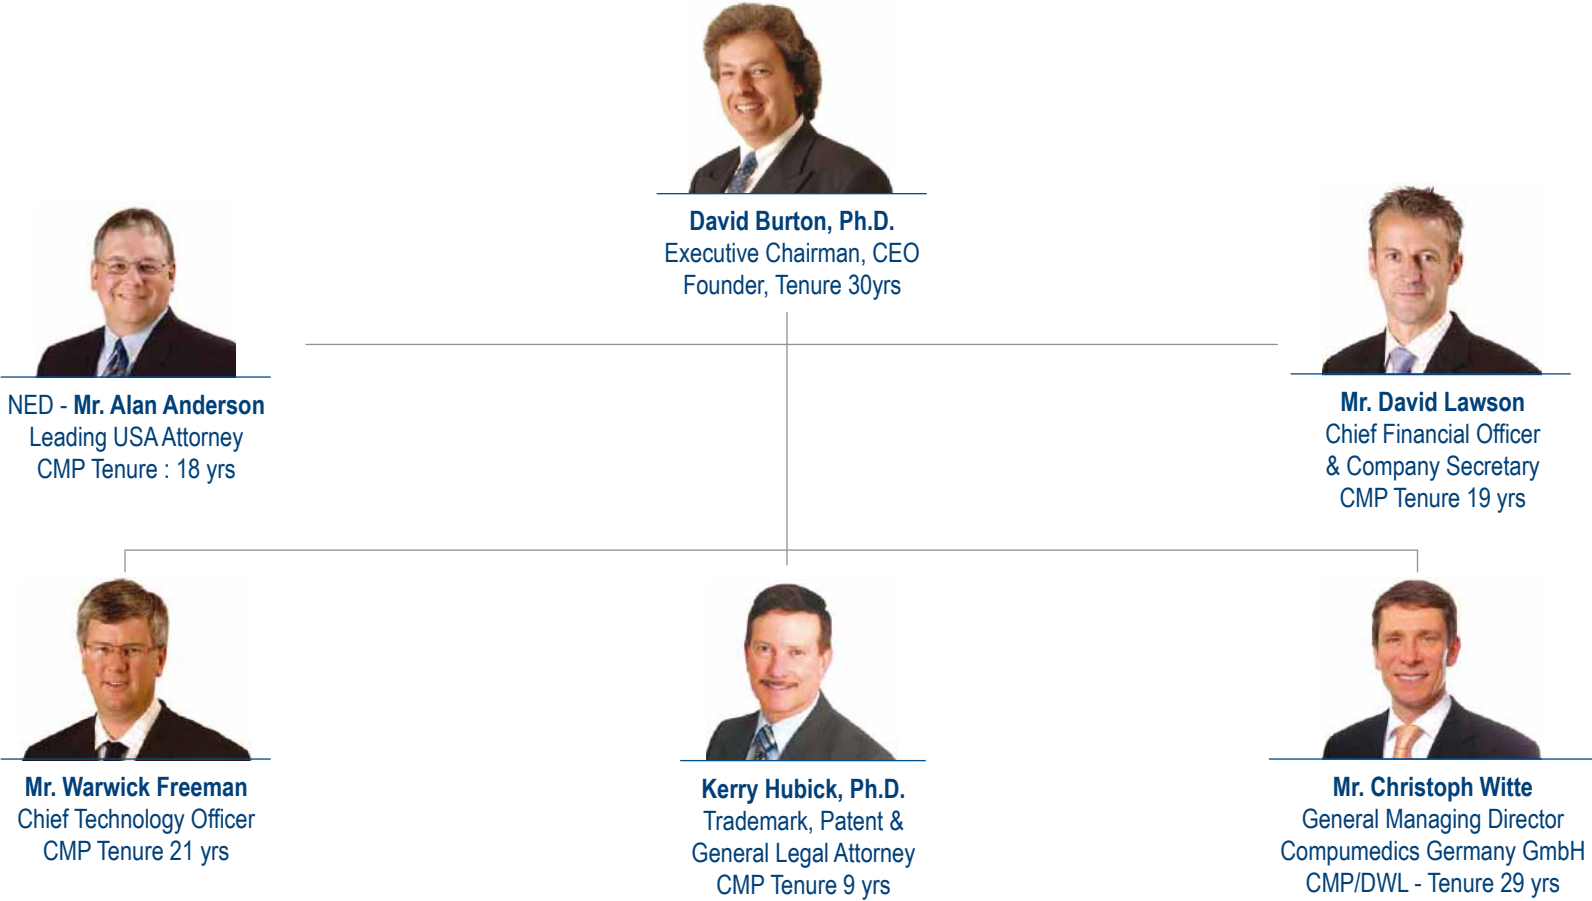 David Burton, Ph.D.
Executive Chairman, CEO
Founder, Tenure 30yrs
NED - Mr. Alan Anderson
Leading USA Attorney
CMP Tenure : 18 yrs
Mr. David Lawson
Chief Financial Officer
& Company Secretary
CMP Tenure 19 yrs
Mr. Warwick Freeman
Chief Technology Officer
CMP Tenure 21 yrs
Kerry Hubick, Ph.D.
Trademark, Patent &
General Legal Attorney
CMP Tenure 9 yrs
Mr. Christoph Witte
General Managing Director
Compumedics Germany GmbH
CMP/DWL - Tenure 29 yrs